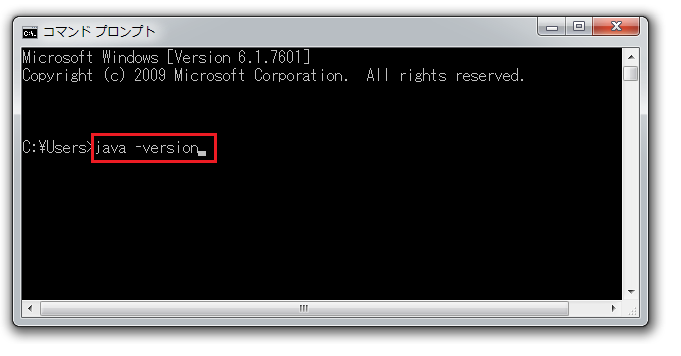 コマンド プロンプト
Microsoft Windows [Version 6.1.7601]
Copyright (c) 2009 Microsoft Corporation.  All rights reserved.
C:¥Users>java -version